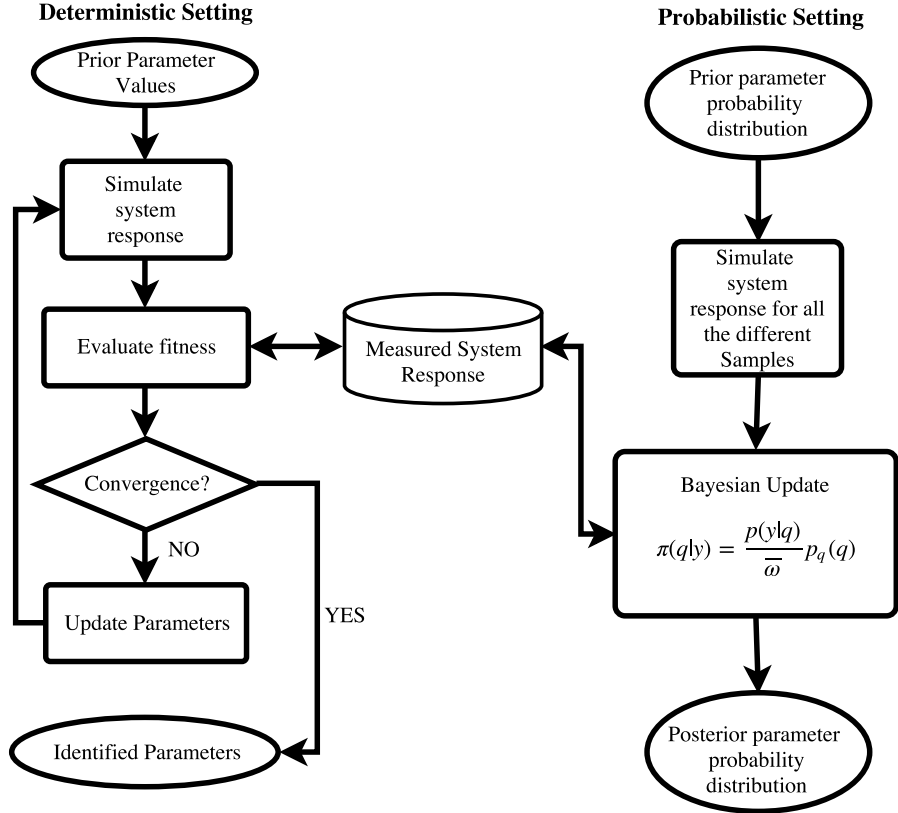 Deterministic Setting
Prior Parameter
Values
Simulate
system
response
Evaluate fitness
Convergence?
NO
Update Parameters
YES
Identified Parameters
Measured System
Response
Probabilistic Setting
Prior parameter
probability
distribution
Simulate
system
response for all
the different
Samples
Bayesian Update
π(q|y) = p(y|q) / ω̅ p_q(q)
Posterior parameter
probability
distribution